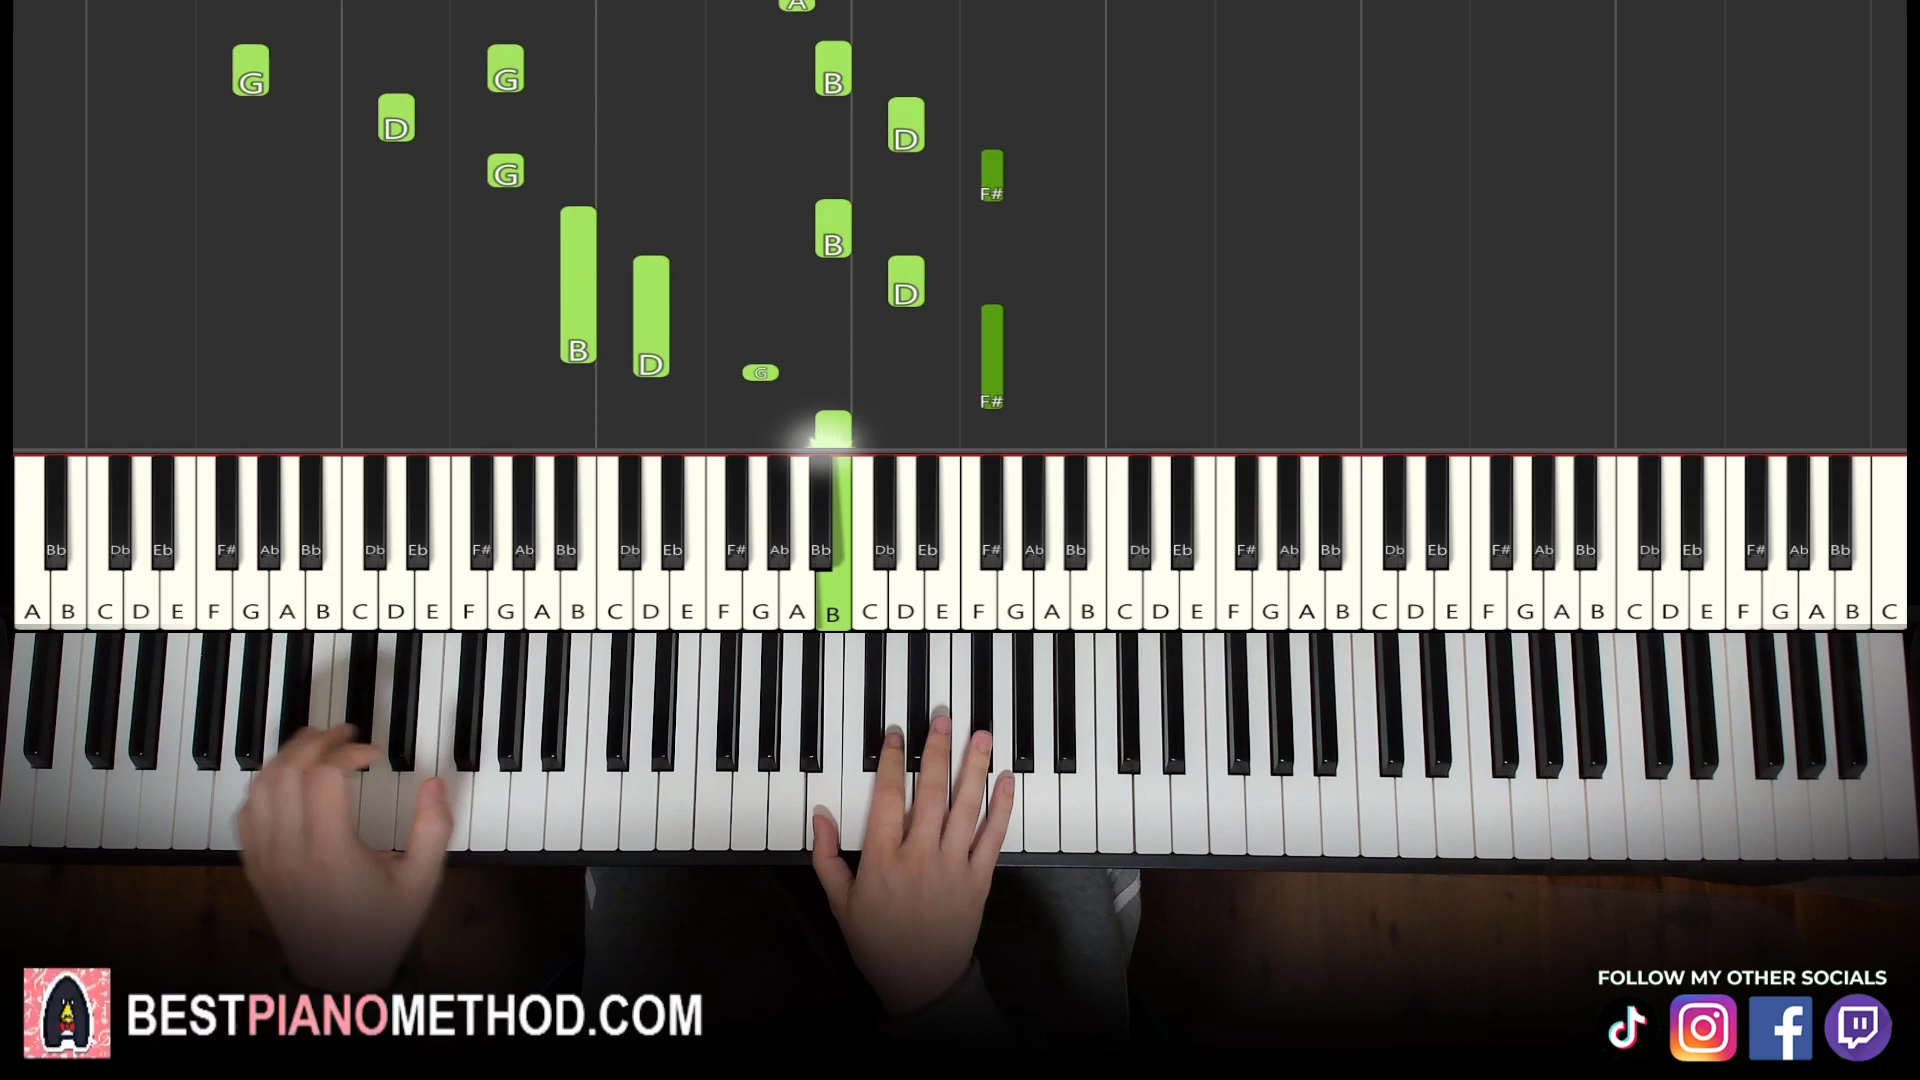 A
G G B
D D
G F#
B
D
B D G
F#
Bb Db Eb F# Ab Bb Db Eb F# Ab Bb Db Eb F# Ab Bb Db Eb F# Ab Bb Db Eb F# Ab Bb Db Eb F# Ab Bb Db Eb F# Ab Bb
A B C D E F G A B C D E F G A B C D E F G A B C D E F G A B C D E F G A B C D E F G A B C D E F G A B C
FOLLOW MY OTHER SOCIALS
BESTPIANOMETHOD.COM